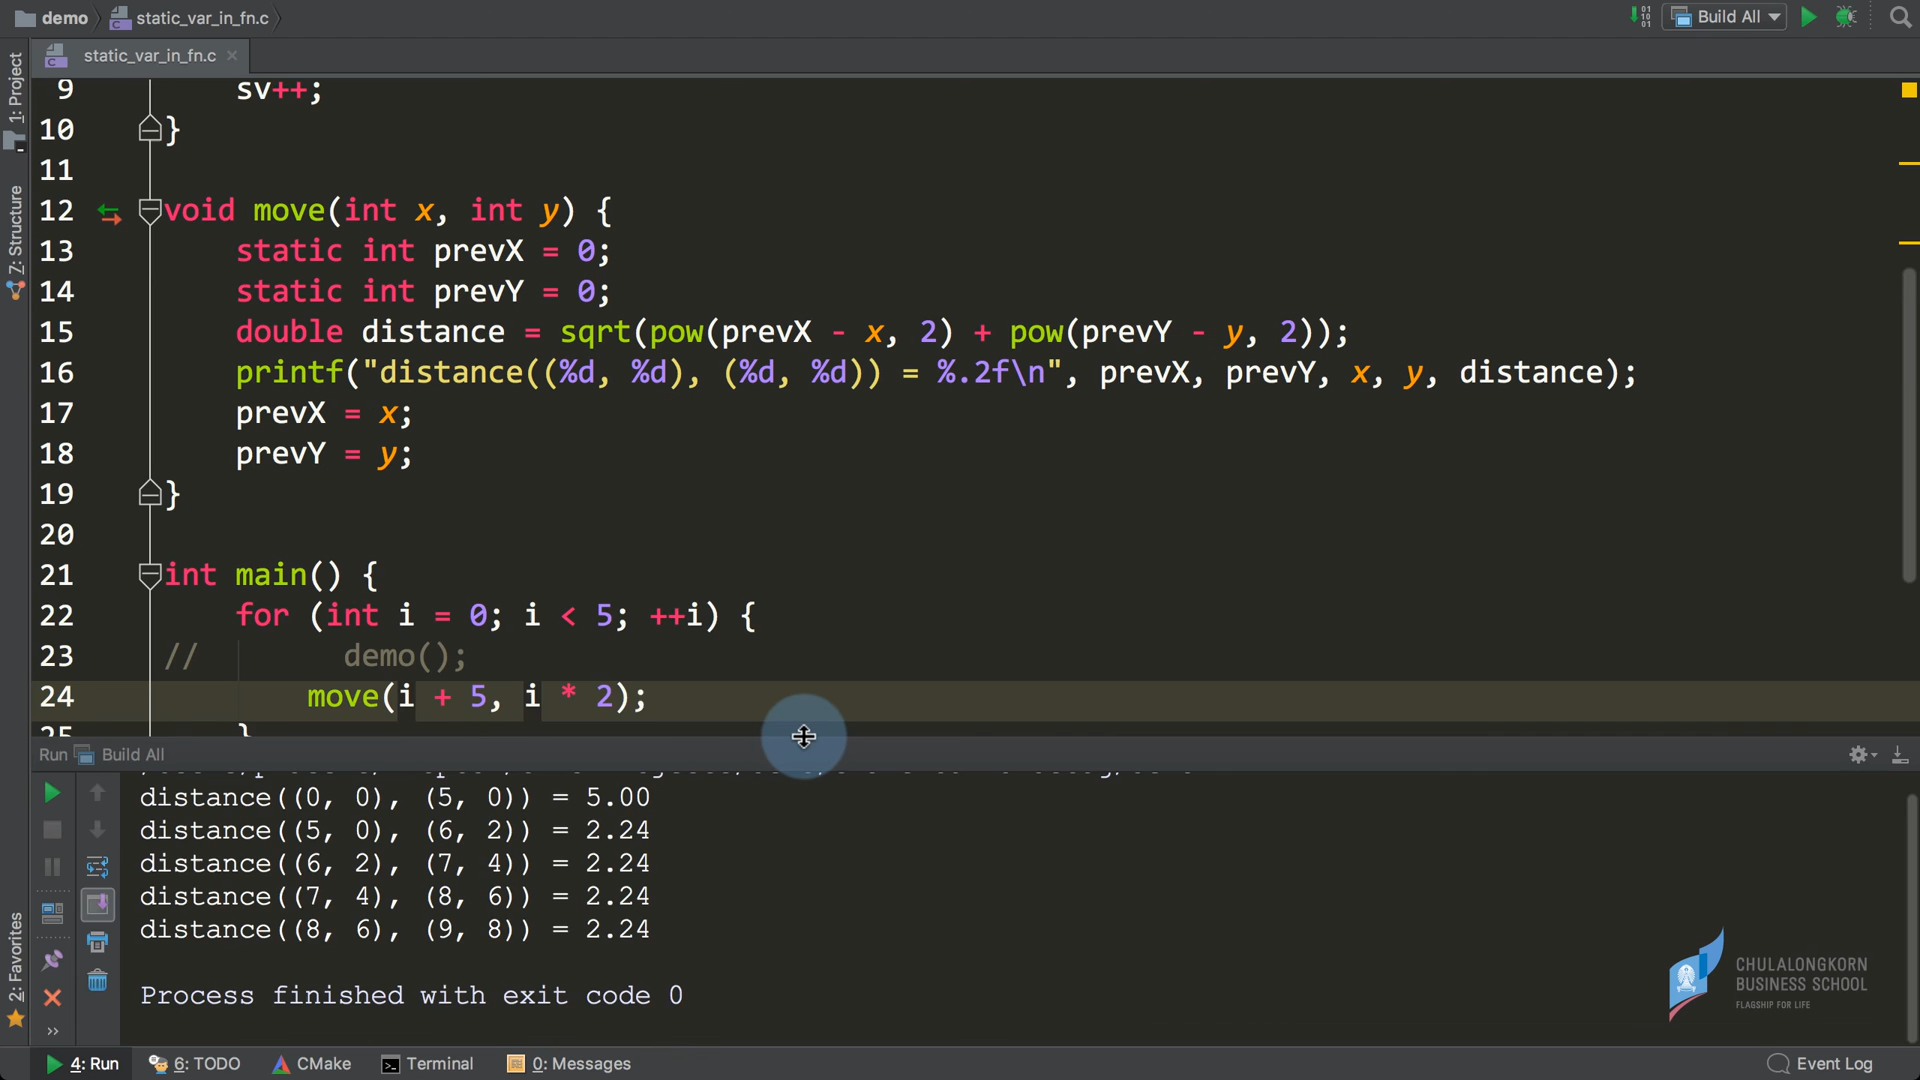 demo static_var_in_fn.c Build All
static_var_in_fn.c
1: Project
Z: Structure
2: Favorites
9 sv++;
10 }
11
12 void move(int x, int y) {
13 static int prevX = 0;
14 static int prevY = 0;
15 double distance = sqrt(pow(prevX - x, 2) + pow(prevY - y, 2));
16 printf("distance((%d, %d), (%d, %d)) = %.2f\n", prevX, prevY, x, y, distance);
17 prevX = x;
18 prevY = y;
19 }
20
21 int main() {
22 for (int i = 0; i < 5; ++i) {
23 // demo();
24 move(i + 5, i * 2);
25 }
Run Build All
distance((0, 0), (5, 0)) = 5.00
distance((5, 0), (6, 2)) = 2.24
distance((6, 2), (7, 4)) = 2.24
distance((7, 4), (8, 6)) = 2.24
distance((8, 6), (9, 8)) = 2.24
Process finished with exit code 0
CHULALONGKORN
BUSINESS SCHOOL
FLAGSHIP FOR LIFE
4: Run 6: TODO CMake Terminal 0: Messages Event Log